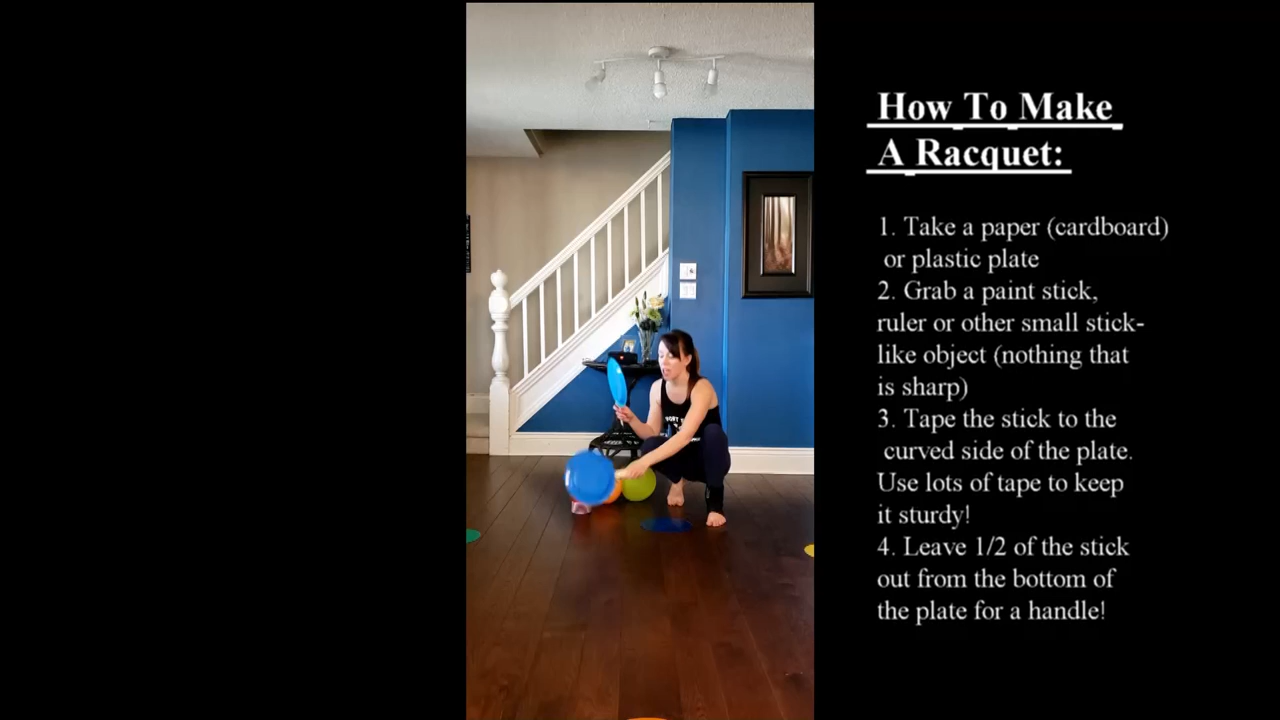 How To Make
A Racquet:
1. Take a paper (cardboard)
or plastic plate
2. Grab a paint stick,
ruler or other small stick-
like object (nothing that
is sharp)
3. Tape the stick to the
curved side of the plate.
Use lots of tape to keep
it sturdy!
4. Leave 1/2 of the stick
out from the bottom of
the plate for a handle!